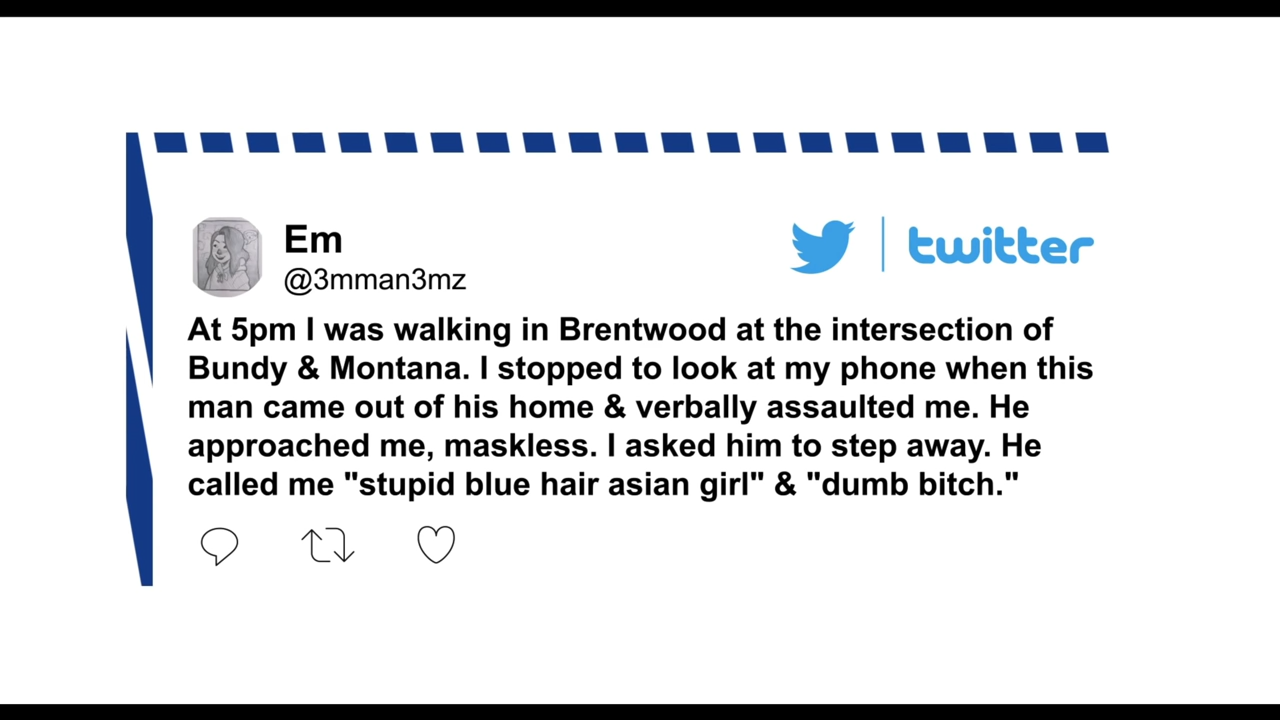 Em
@3mman3mz
twitter
At 5pm I was walking in Brentwood at the intersection of
Bundy & Montana. I stopped to look at my phone when this
man came out of his home & verbally assaulted me. He
approached me, maskless. I asked him to step away. He
called me "stupid blue hair asian girl" & "dumb bitch."